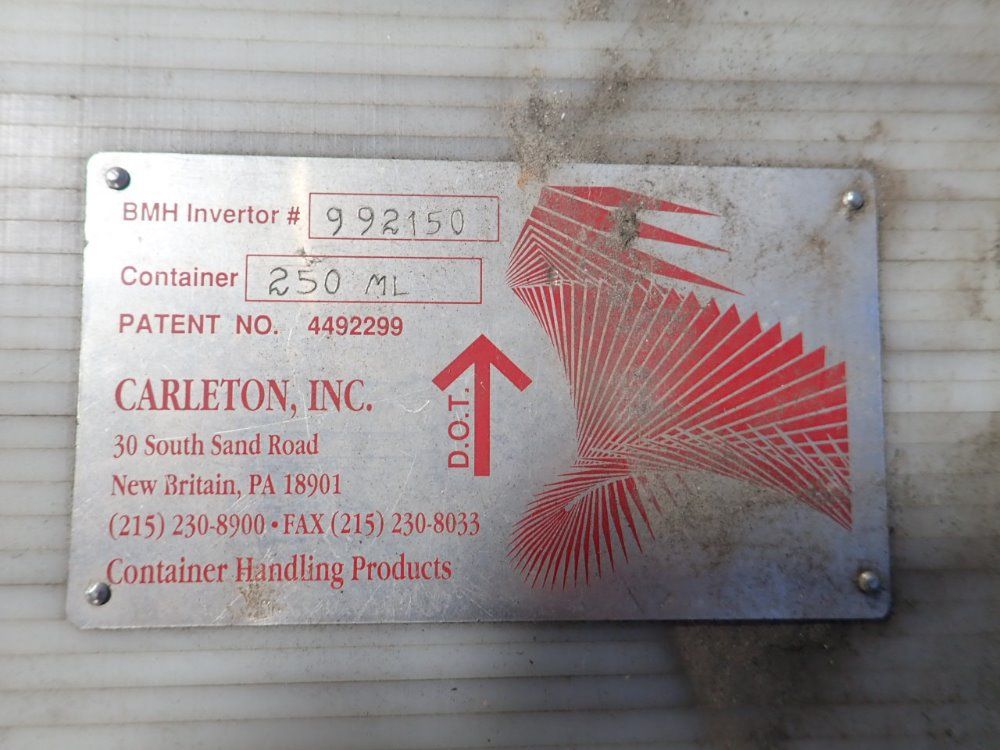 BMH Invertor # 992150
Container 250 ML
PATENT NO. 4492299
CARLETON, INC.
D.O.T.
30 South Sand Road
New Britain, PA 18901
(215) 230-8900 • FAX (215) 230-8033
Container Handling Products